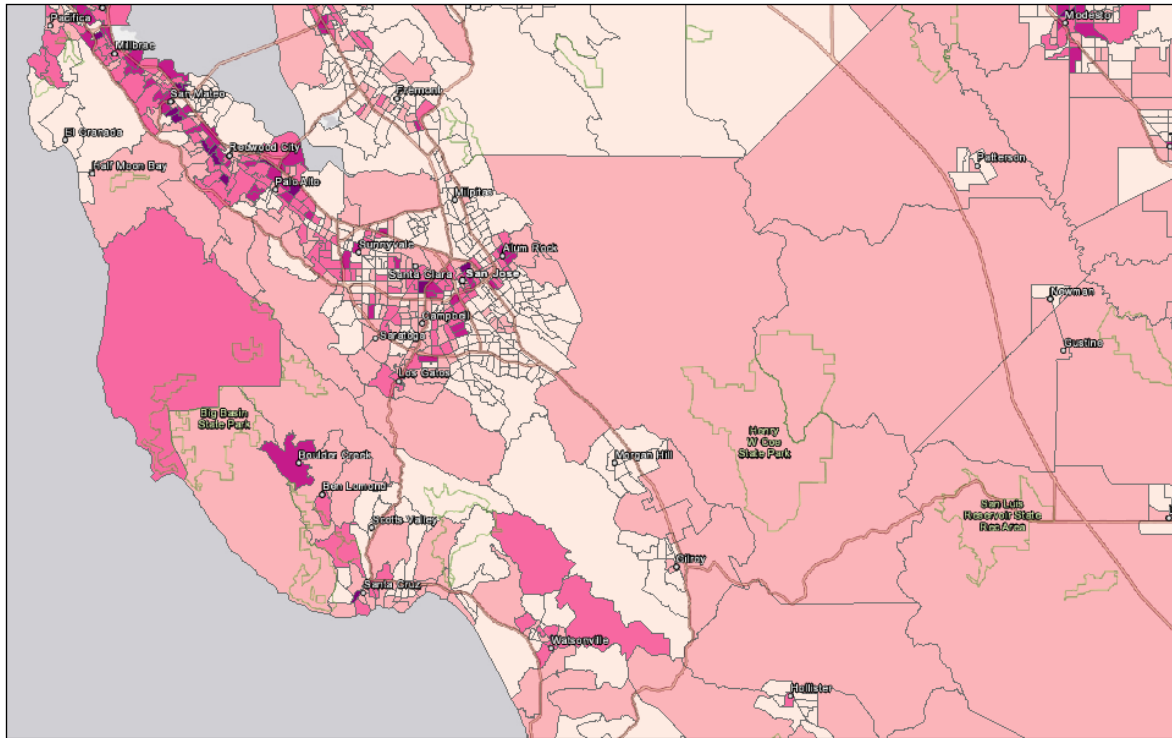 Pacifica
Millbrae
Modesto
San Mateo
Fremont
El Granada
Redwood City
Half Moon Bay
Palo Alto
Patterson
Milpitas
Sunnyvale
Alum Rock
Santa Clara
San Jose
Newman
Campbell
Saratoga
Gustine
Los Gatos
Big Basin
State Park
Henry
W Coe
State Park
Boulder Creek
Morgan Hill
Ben Lomond
San Luis
Reservoir State
Rec Area
Scotts Valley
Gilroy
Santa Cruz
Watsonville
Hollister